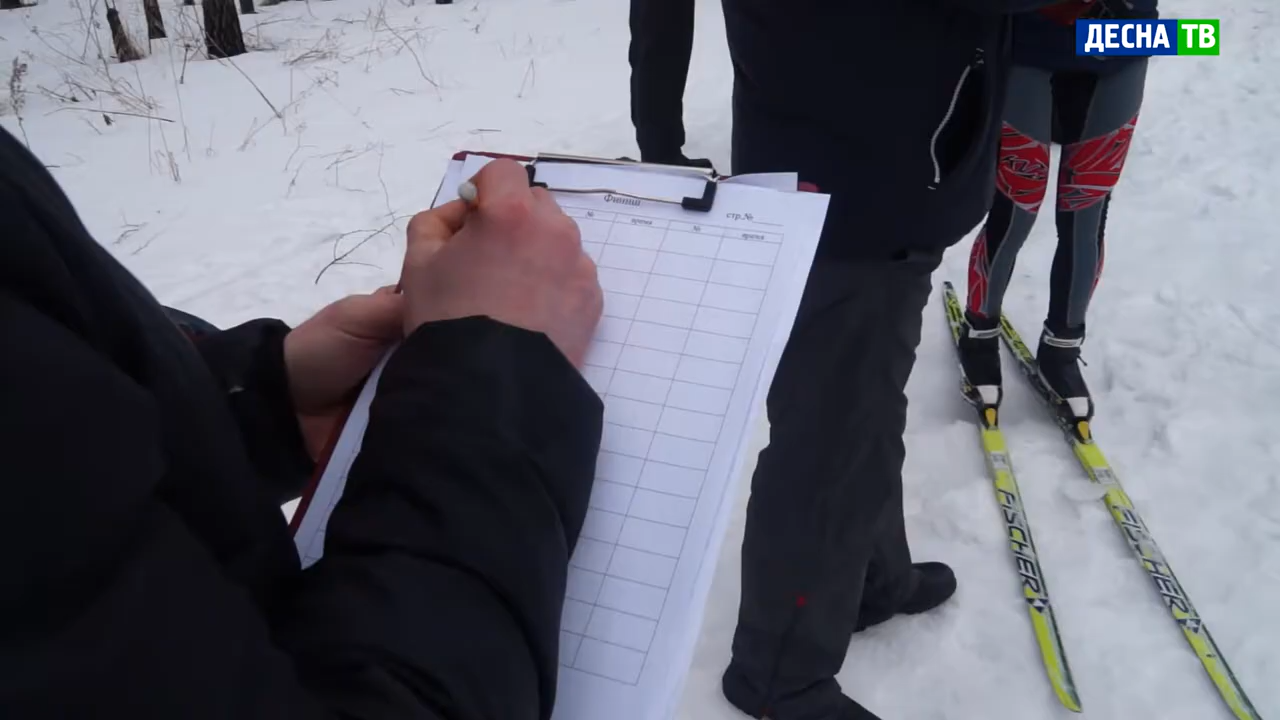 ДЕСНА ТВ
Финиш
стр.№
№ время № время
FISCHER
FISCHER